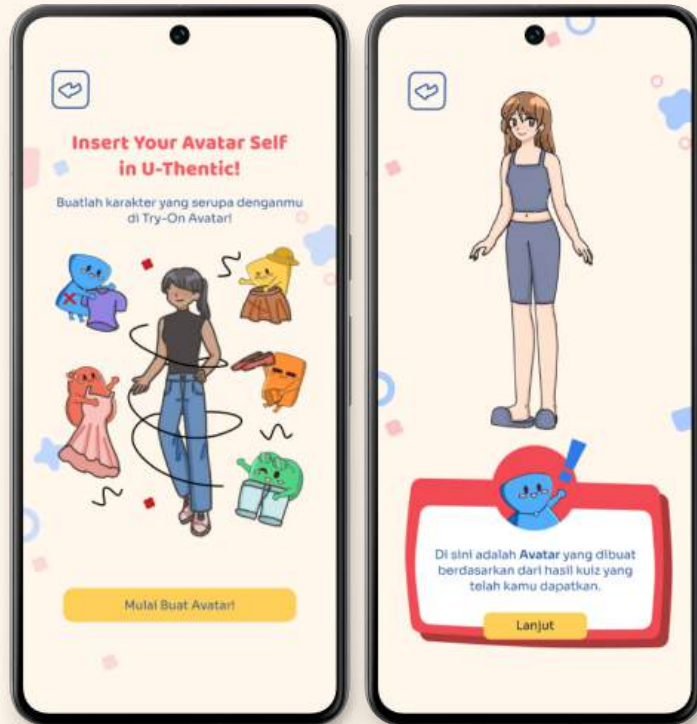 Insert Your Avatar Self
in U-Thentic!
Buatlah karakter yang serupa denganmu
di Try-On Avatar!
Mulai Buat Avatar!
Di sini adalah Avatar yang dibuat
berdasarkan dari hasil kuiz yang
telah kamu dapatkan.
Lanjut